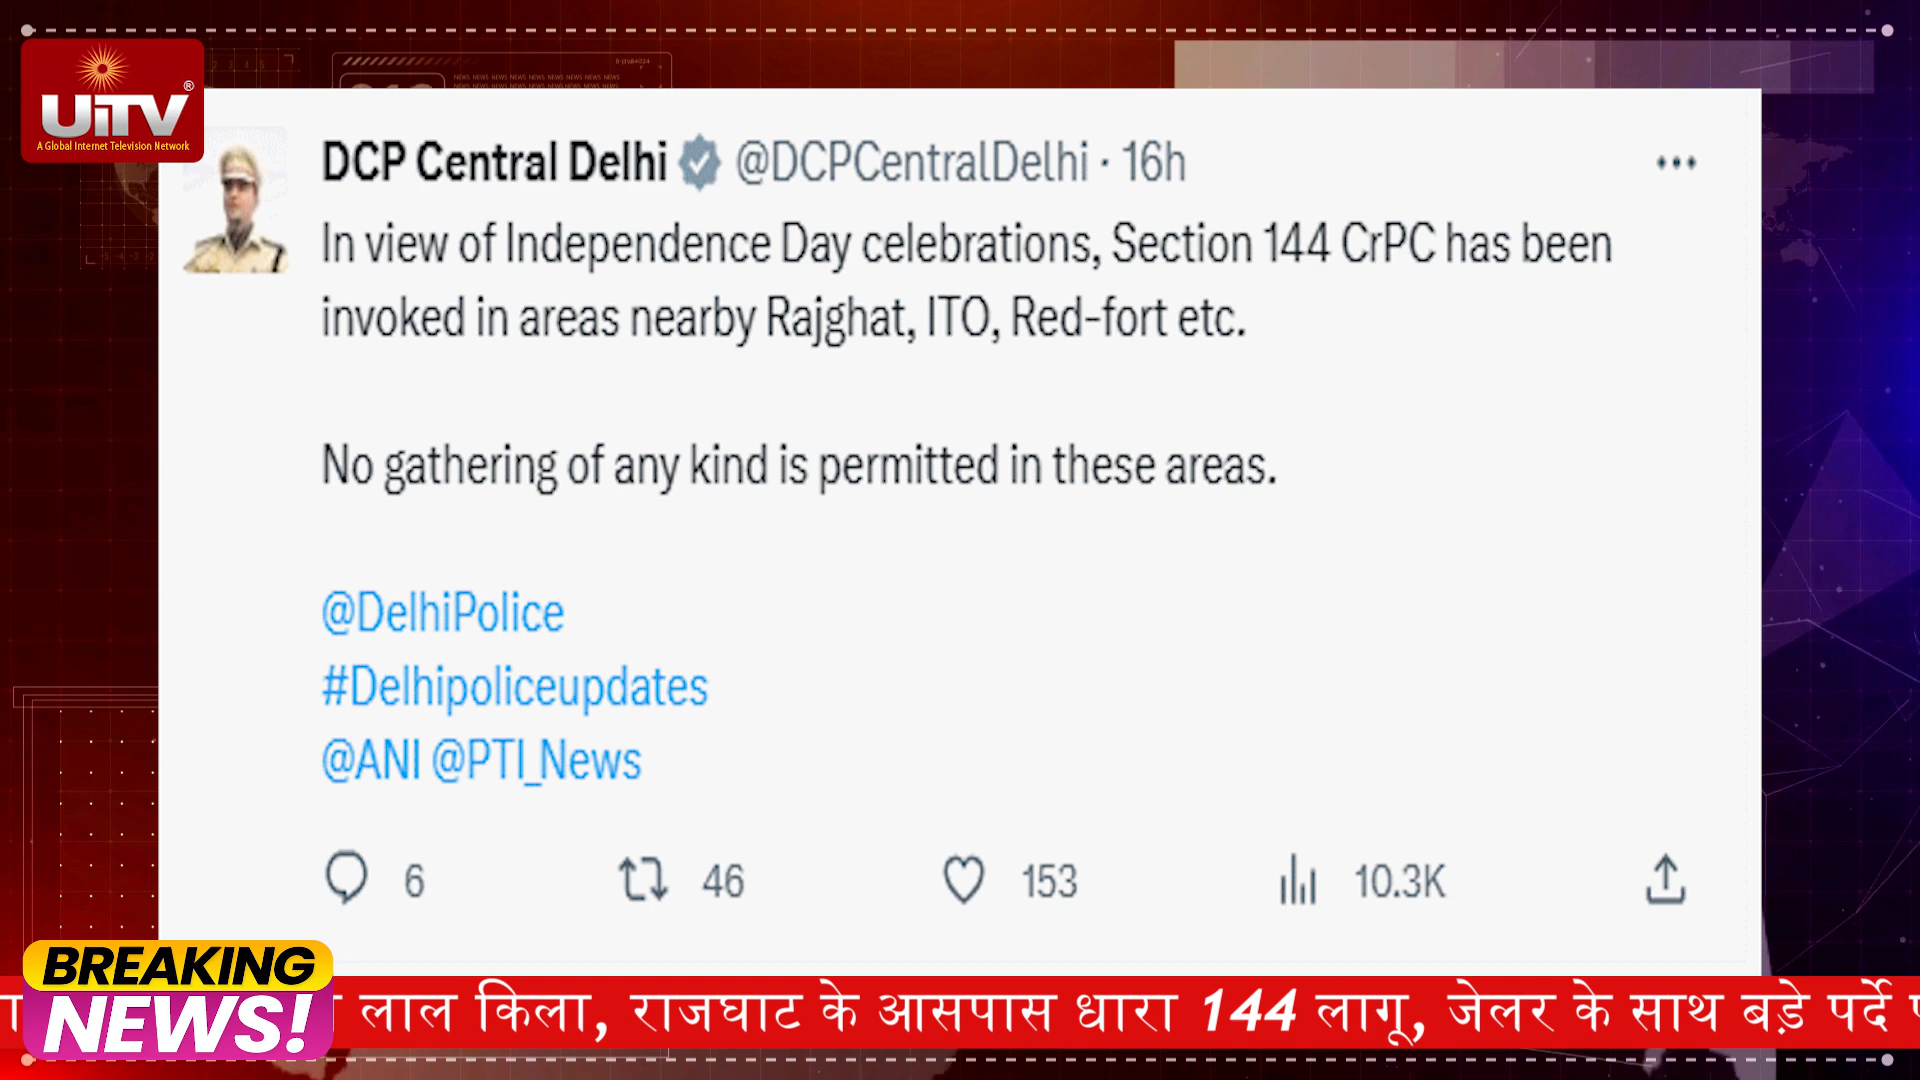 UiTV®
A Global Internet Television Network
DCP Central Delhi @DCPCentralDelhi · 16h
In view of Independence Day celebrations, Section 144 CrPC has been
invoked in areas nearby Rajghat, ITO, Red-fort etc.
No gathering of any kind is permitted in these areas.
@DelhiPolice
#Delhipoliceupdates
@ANI @PTI_News
6 46 153 10.3K
BREAKING
NEWS!
लाल किला, राजघाट के आसपास धारा 144 लागू, जेलर के साथ बड़े पर्दे